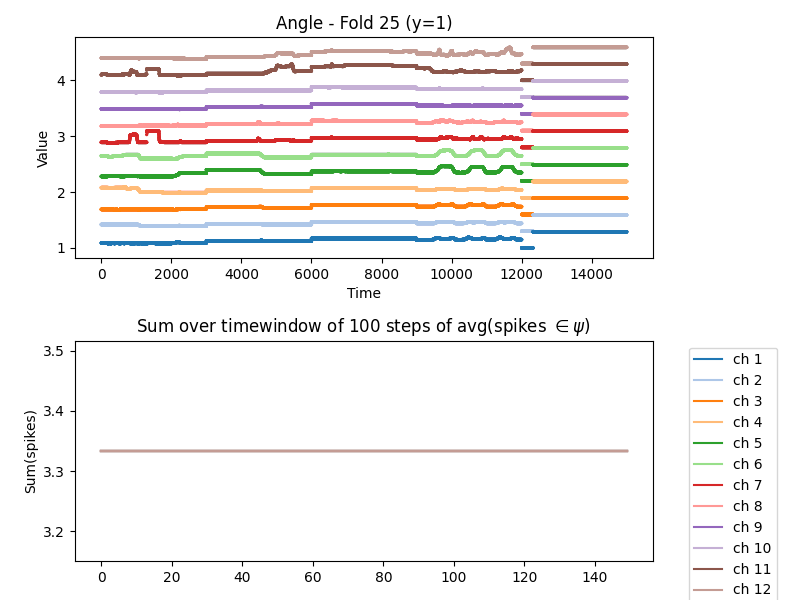 Angle - Fold 25 (y=1)
Value
4
3
2
1
0 2000 4000 6000 8000 10000 12000 14000
Time
Sum over timewindow of 100 steps of avg(spikes ∈ ψ)
Sum(spikes)
3.5
3.4
3.3
3.2
0 20 40 60 80 100 120 140
ch 1
ch 2
ch 3
ch 4
ch 5
ch 6
ch 7
ch 8
ch 9
ch 10
ch 11
ch 12